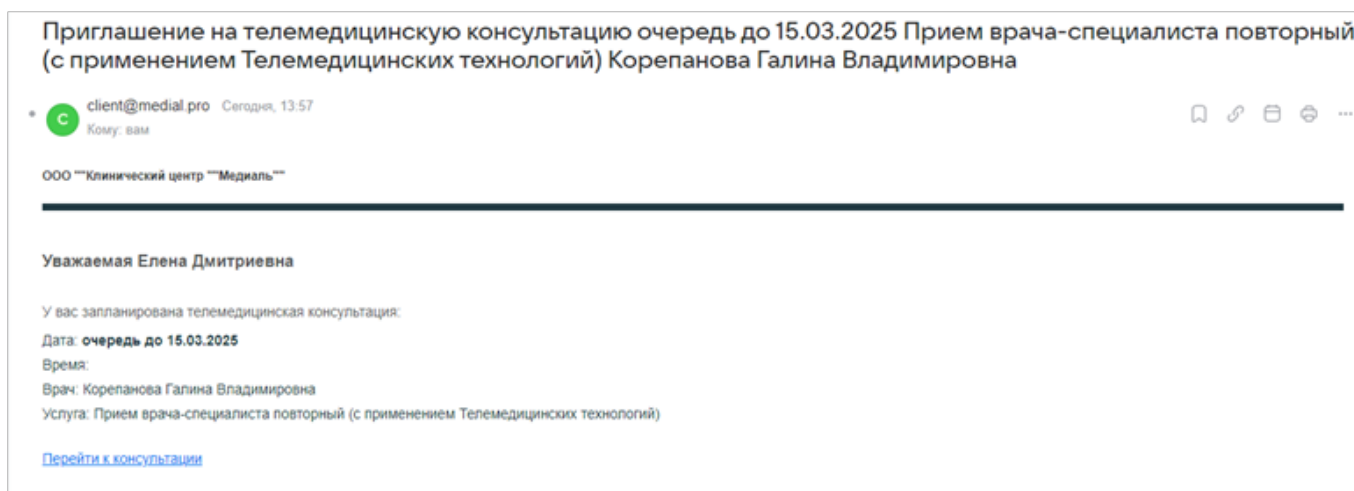 Приглашение на телемедицинскую консультацию очередь до 15.03.2025 Прием врача-специалиста повторный
(с применением Телемедицинских технологий) Корепанова Галина Владимировна
C
client@medial.pro Сегодня, 13:57
Кому: вам
ООО ""Клинический центр ""Медиаль""
Уважаемая Елена Дмитриевна
У вас запланирована телемедицинская консультация:
Дата: очередь до 15.03.2025
Время:
Врач: Корепанова Галина Владимировна
Услуга: Прием врача-специалиста повторный (с применением Телемедицинских технологий)
Перейти к консультации